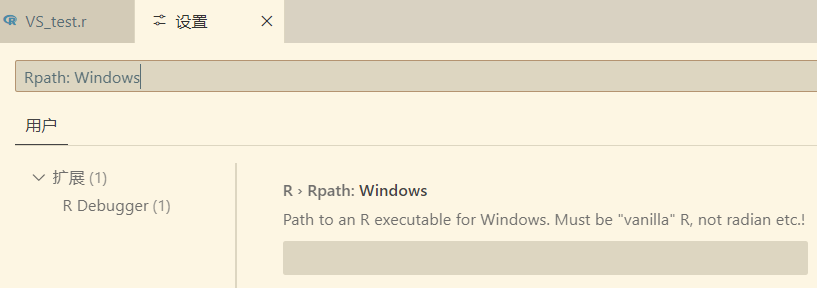 VS_test.r
设置
Rpath: Windows
用户
扩展 (1)
R Debugger (1)
R › Rpath: Windows
Path to an R executable for Windows. Must be "vanilla" R, not radian etc.!